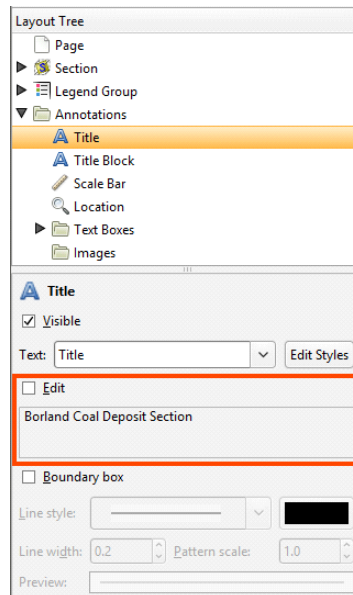 Layout Tree
Page
Section
Legend Group
Annotations
Title
Title Block
Scale Bar
Location
Text Boxes
Images
Title
Visible
Text: Title Edit Styles
Edit
Borland Coal Deposit Section
Boundary box
Line style:
Line width: 0.2 Pattern scale: 1.0
Preview: